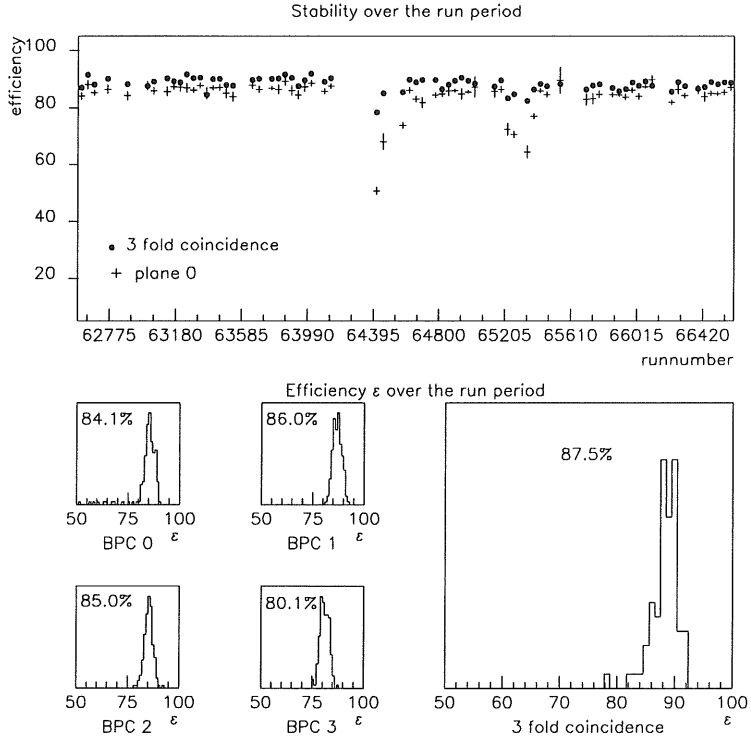 Stability over the run period
efficiency
100
80
60
40
20
3 fold coincidence
plane 0
62775 63180 63585 63990 64395 64800 65205 65610 66015 66420
runnumber
Efficiency ε over the run period
84.1%
50 75 100
BPC 0 ε
86.0%
50 75 100
BPC 1 ε
85.0%
50 75 100
BPC 2 ε
80.1%
50 75 100
BPC 3 ε
87.5%
50 60 70 80 90 100
3 fold coincidence ε